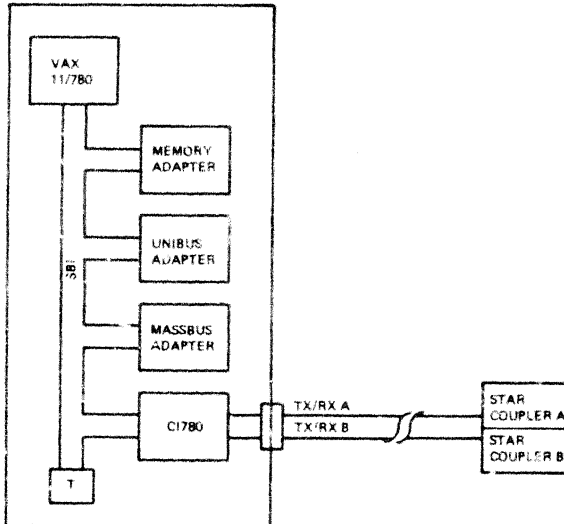 VAX
11/780
MEMORY
ADAPTER
UNIBUS
ADAPTER
SBI
MASSBUS
ADAPTER
CI780
TX/RX A
TX/RX B
STAR
COUPLER A
STAR
COUPLER B
T